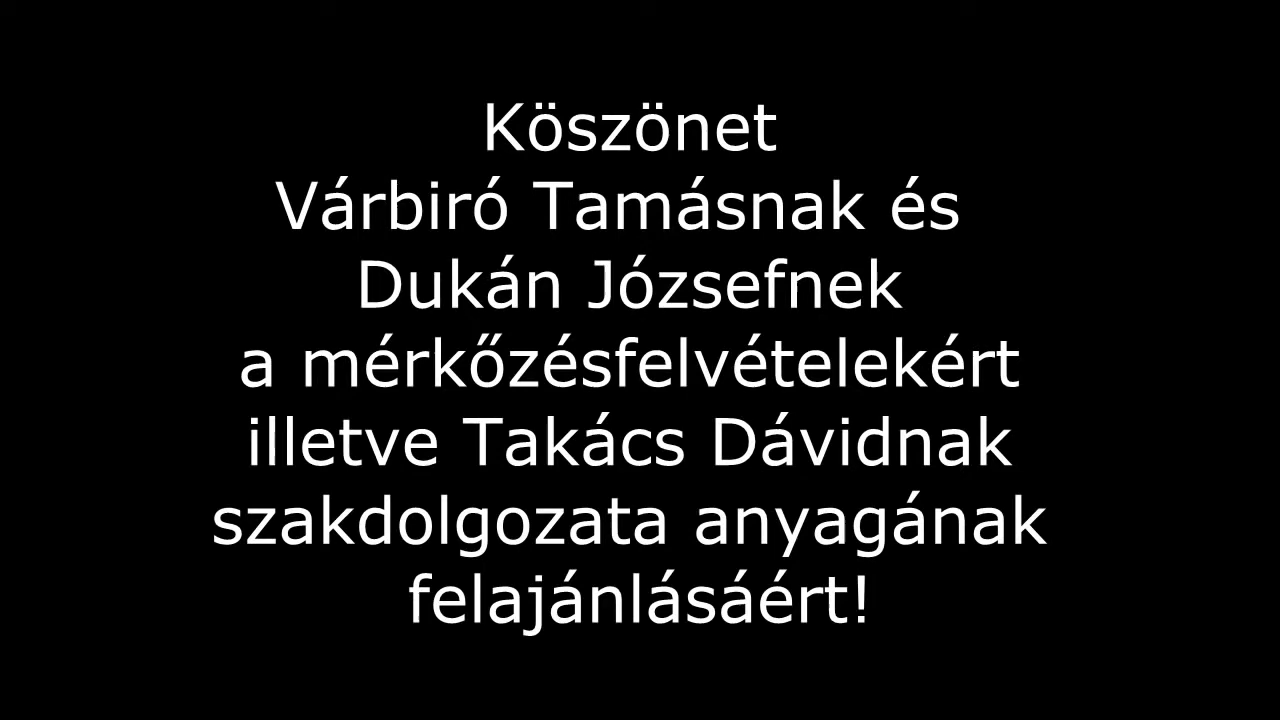 Köszönet
Várbiró Tamásnak és
Dukán Józsefnek
a mérkőzésfelvételekért
illetve Takács Dávidnak
szakdolgozata anyagának
felajánlásáért!